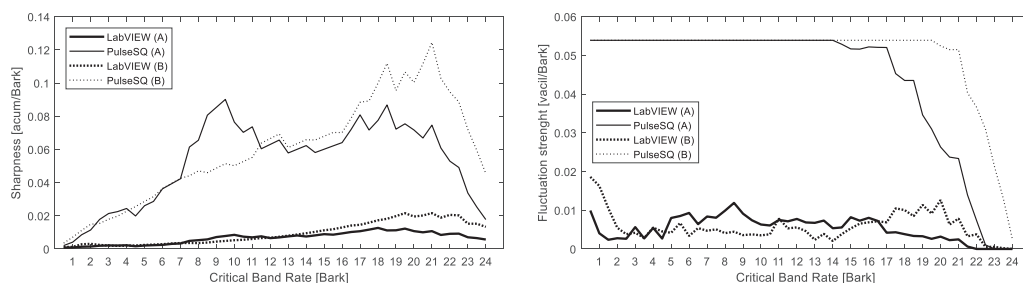 0.14
0.12
0.1
0.08
0.06
0.04
0.02
0
Sharpness [acum/Bark]
LabVIEW (A)
PulseSQ (A)
LabVIEW (B)
PulseSQ (B)
1 2 3 4 5 6 7 8 9 10 11 12 13 14 15 16 17 18 19 20 21 22 23 24
Critical Band Rate [Bark]
0.06
0.05
0.04
0.03
0.02
0.01
0
Fluctuation strenght [vacil/Bark]
LabVIEW (A)
PulseSQ (A)
LabVIEW (B)
PulseSQ (B)
1 2 3 4 5 6 7 8 9 10 11 12 13 14 15 16 17 18 19 20 21 22 23 24
Critical Band Rate [Bark]